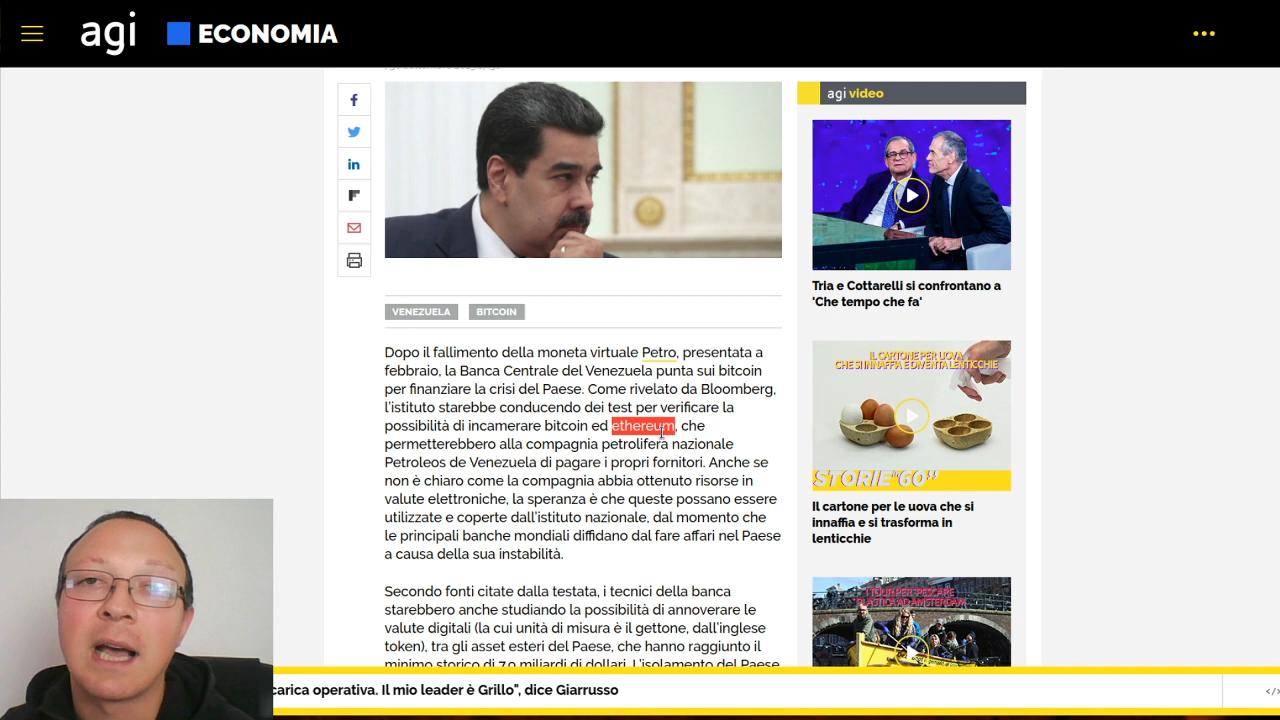 agi ECONOMIA
VENEZUELA BITCOIN
Dopo il fallimento della moneta virtuale Petro, presentata a
febbraio, la Banca Centrale del Venezuela punta sui bitcoin
per finanziare la crisi del Paese. Come rivelato da Bloomberg,
l'istituto starebbe conducendo dei test per verificare la
possibilità di incamerare bitcoin ed ethereum, che
permetterebbero alla compagnia petrolifera nazionale
Petroleos de Venezuela di pagare i propri fornitori. Anche se
non è chiaro come la compagnia abbia ottenuto risorse in
valute elettroniche, la speranza è che queste possano essere
utilizzate e coperte dall'istituto nazionale, dal momento che
le principali banche mondiali diffidano dal fare affari nel Paese
a causa della sua instabilità.
Secondo fonti citate dalla testata, i tecnici della banca
starebbero anche studiando la possibilità di annoverare le
valute digitali (la cui unità di misura è il gettone, dall'inglese
token), tra gli asset esteri del Paese, che hanno raggiunto il
minimo storico di 7,9 miliardi di dollari. L'isolamento del Paese
agi video
Tria e Cottarelli si confrontano a
'Che tempo che fa'
IL CARTONE PER UOVA
CHE SI INNAFFIA E DIVENTA LENTICCHIE
STORIE"60"
Il cartone per le uova che si
innaffia e si trasforma in
lenticchie
I TOUR PER "PESCARE"
PLASTICA AD AMSTERDAM
carica operativa. Il mio leader è Grillo", dice Giarrusso
</>